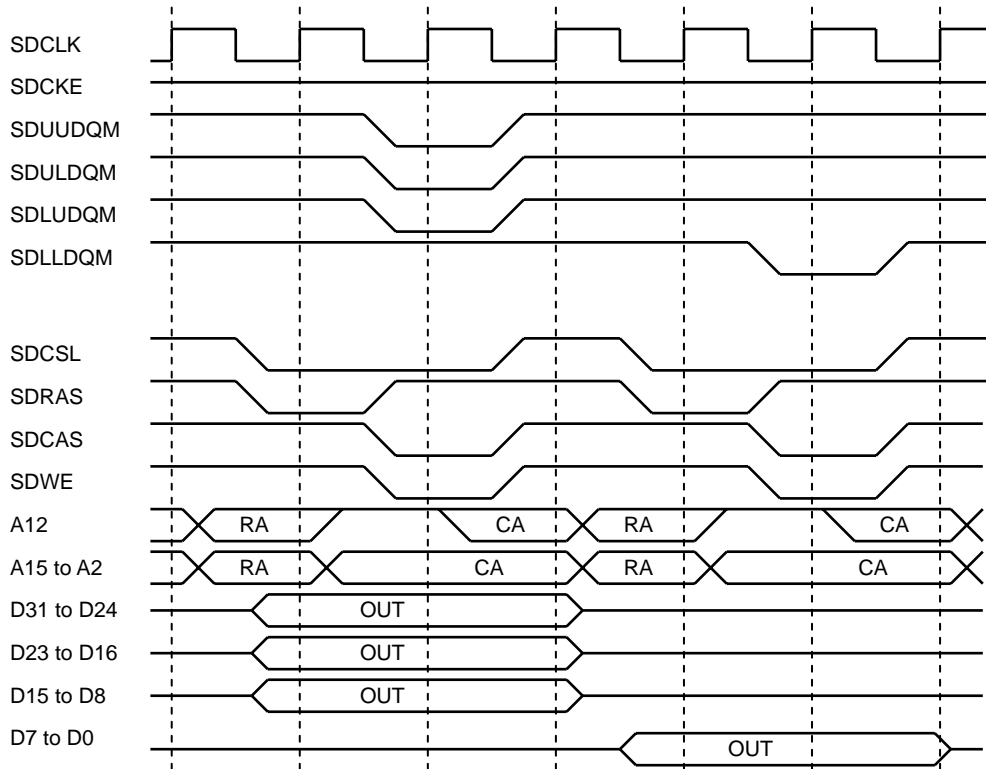 SDCLK
SDCKE
SDUUDQM
SDULDQM
SDLUDQM
SDLLDQM
SDCSL
SDRAS
SDCAS
SDWE
A12 RA CA RA CA
A15 to A2 RA CA RA CA
D31 to D24 OUT
D23 to D16 OUT
D15 to D8 OUT
D7 to D0 OUT